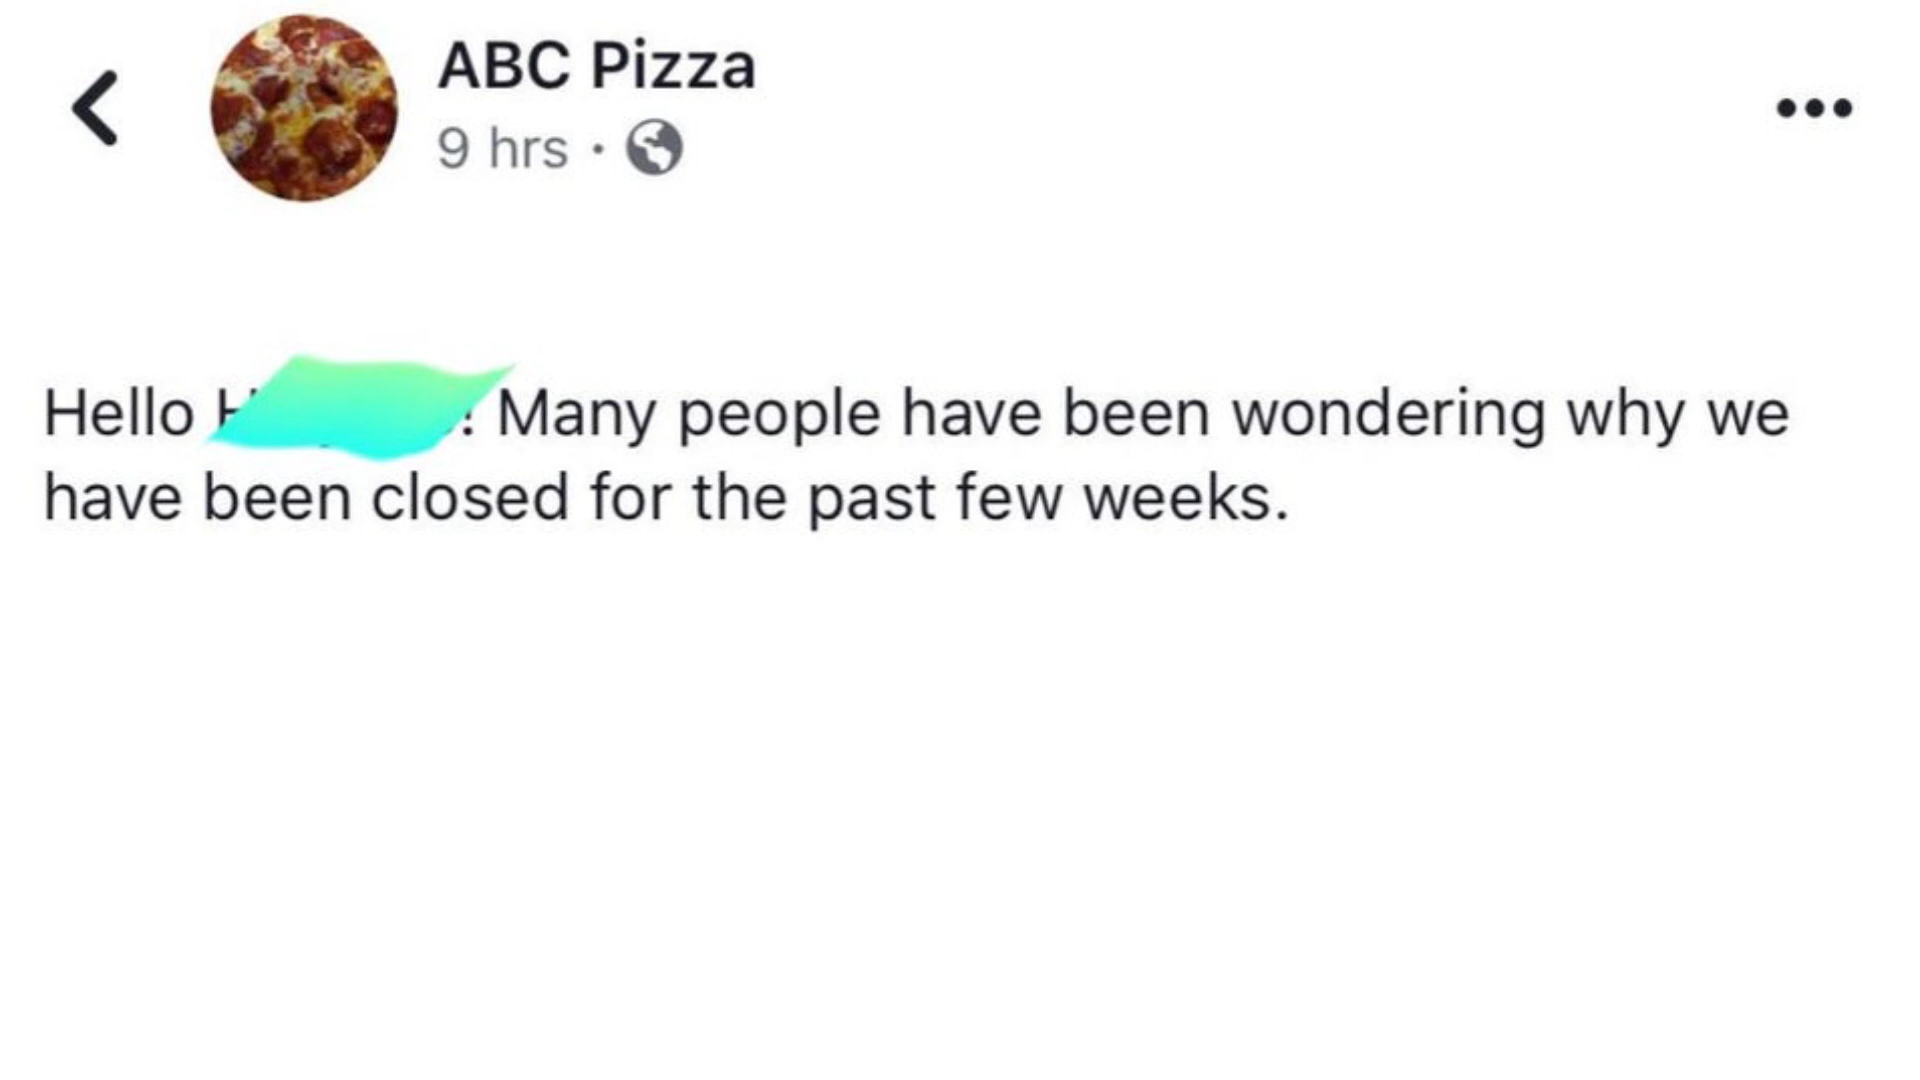 ABC Pizza
9 hrs ·
Hello ! Many people have been wondering why we
have been closed for the past few weeks.